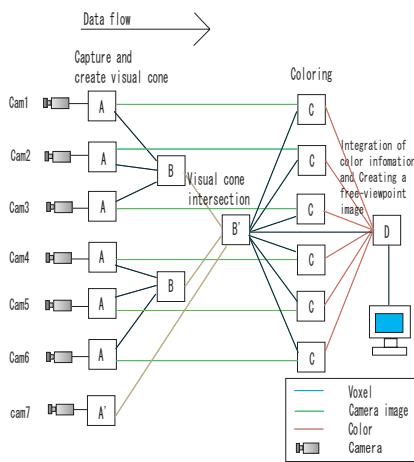 Data flow
Capture and
create visual cone
Coloring
Cam1
A
C
Cam2
A
C
B
Visual cone
intersection
Integration of
color infomation
and Creating a
free-viewpoint
image
Cam3
A
C
B'
D
Cam4
A
C
B
Cam5
A
C
Cam6
A
C
cam7
A'
Voxel
Camera image
Color
Camera